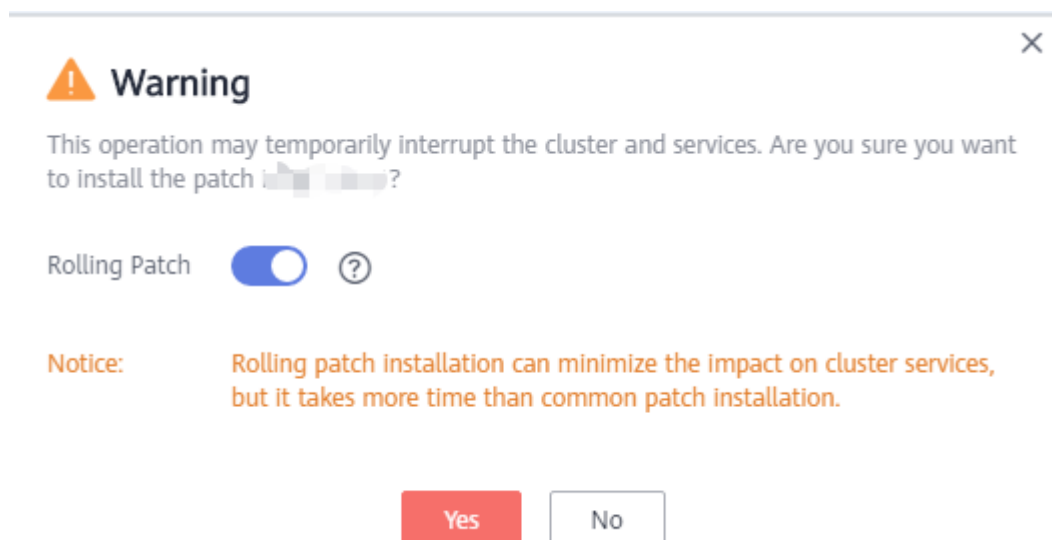 Warning
This operation may temporarily interrupt the cluster and services. Are you sure you want
to install the patch ?
Rolling Patch
Notice: Rolling patch installation can minimize the impact on cluster services,
but it takes more time than common patch installation.
Yes No